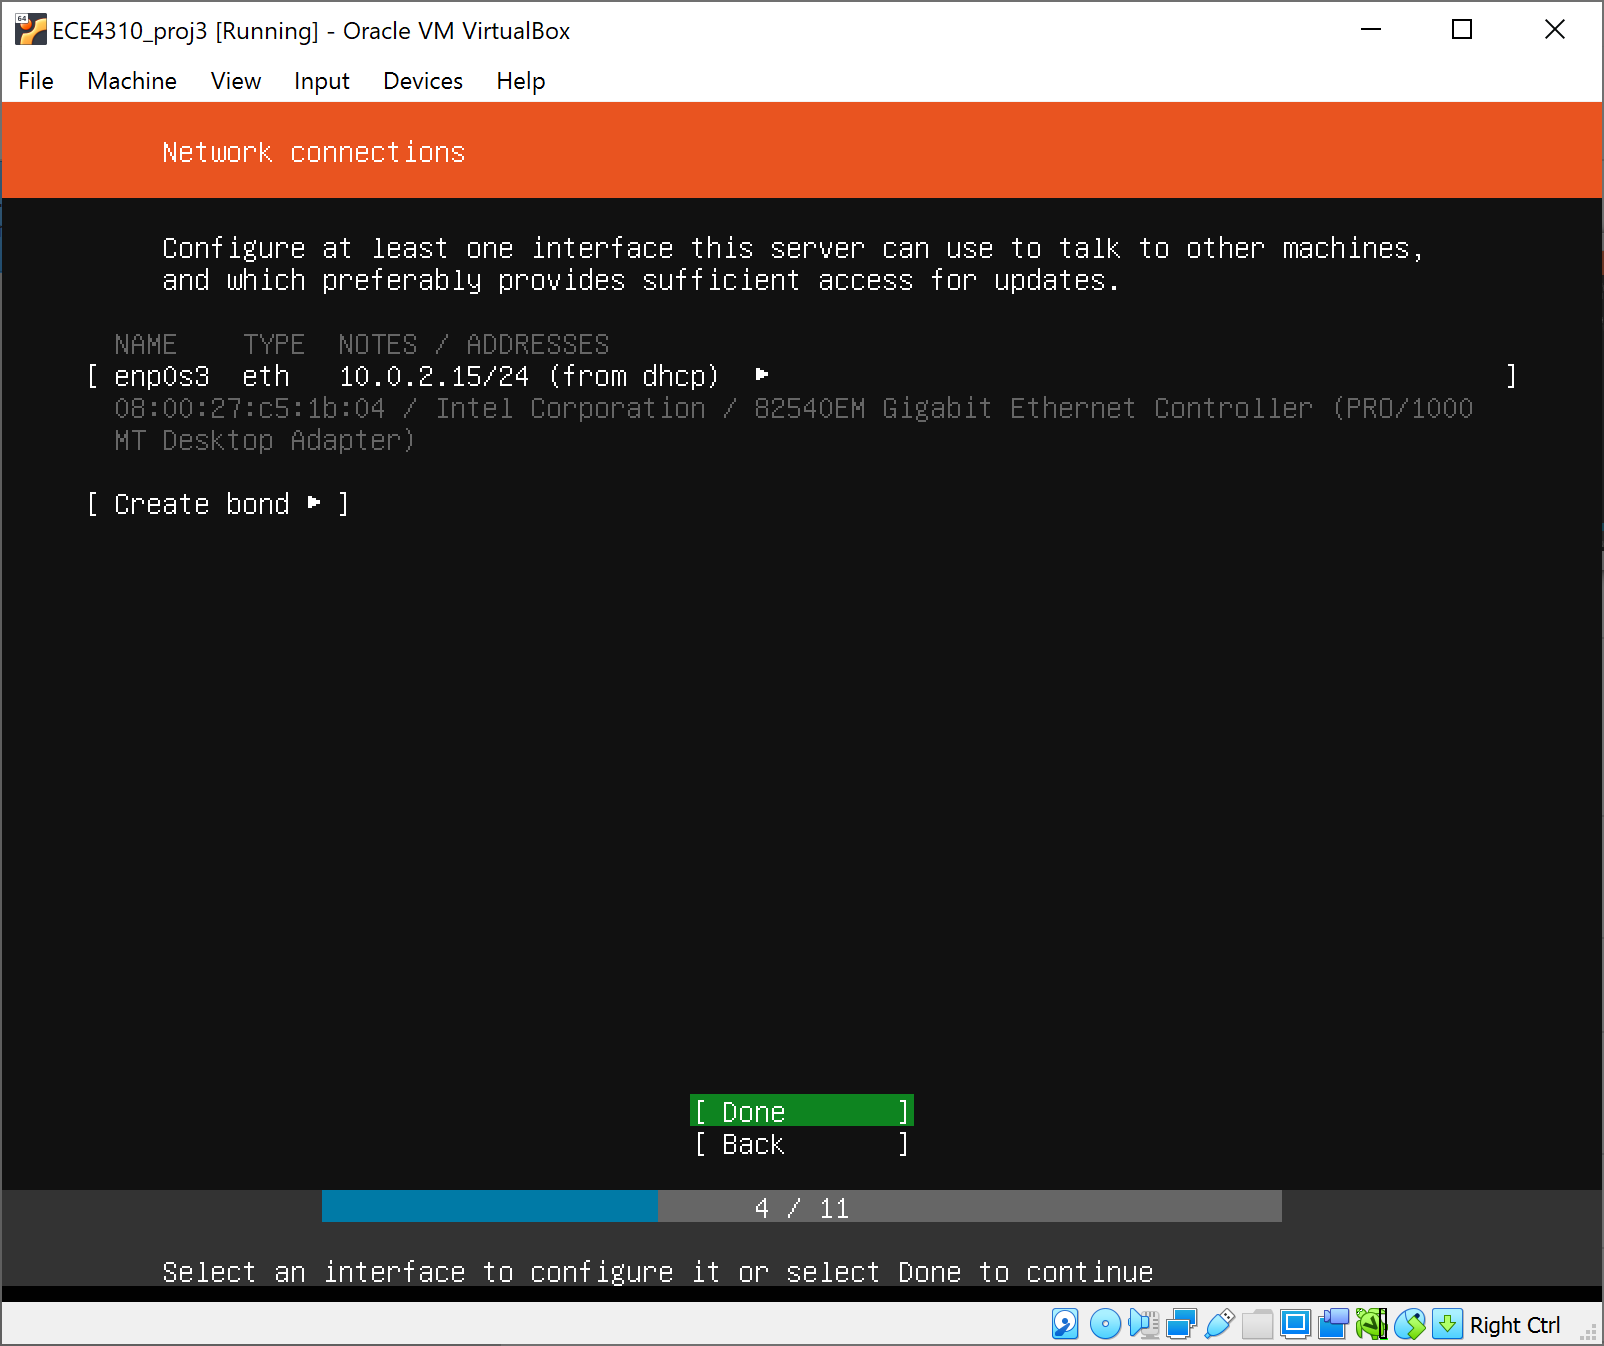 64
ECE4310_proj3 [Running] - Oracle VM VirtualBox
File Machine View Input Devices Help
Network connections
Configure at least one interface this server can use to talk to other machines,
and which preferably provides sufficient access for updates.
NAME TYPE NOTES / ADDRESSES
[ enp0s3 eth 10.0.2.15/24 (from dhcp) ▸ ]
08:00:27:c5:1b:04 / Intel Corporation / 82540EM Gigabit Ethernet Controller (PRO/1000
MT Desktop Adapter)
[ Create bond ▸ ]
[ Done ]
[ Back ]
4 / 11
Select an interface to configure it or select Done to continue
Right Ctrl